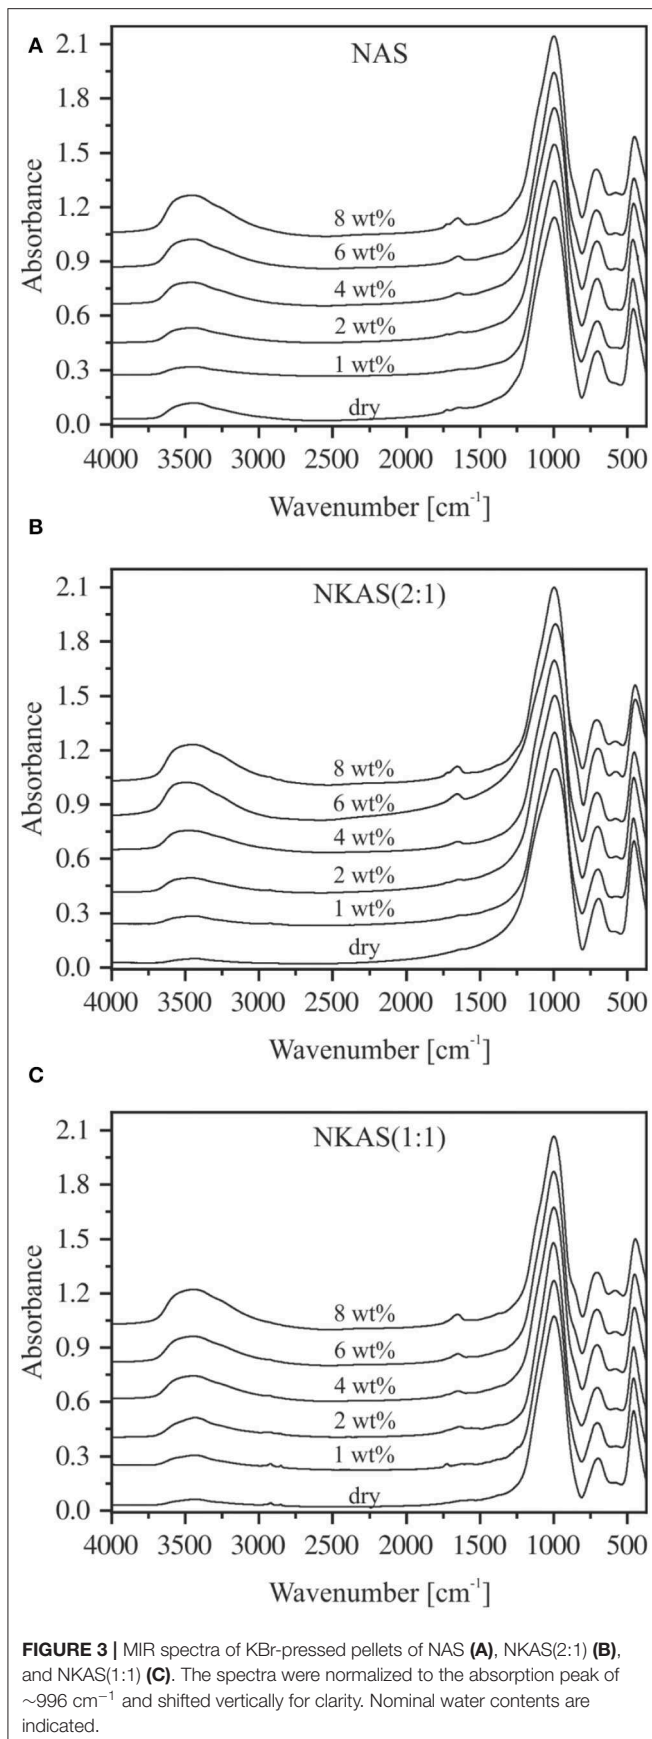 A
NAS
2.1
1.8
1.5
1.2
0.9
0.6
0.3
0.0
Absorbance
8 wt%
6 wt%
4 wt%
2 wt%
1 wt%
dry
4000 3500 3000 2500 2000 1500 1000 500
Wavenumber [cm⁻¹]
B
NKAS(2:1)
2.1
1.8
1.5
1.2
0.9
0.6
0.3
0.0
Absorbance
8 wt%
6 wt%
4 wt%
2 wt%
1 wt%
dry
4000 3500 3000 2500 2000 1500 1000 500
Wavenumber [cm⁻¹]
C
NKAS(1:1)
2.1
1.8
1.5
1.2
0.9
0.6
0.3
0.0
Absorbance
8 wt%
6 wt%
4 wt%
2 wt%
1 wt%
dry
4000 3500 3000 2500 2000 1500 1000 500
Wavenumber [cm⁻¹]
FIGURE 3 | MIR spectra of KBr-pressed pellets of NAS (A), NKAS(2:1) (B),
and NKAS(1:1) (C). The spectra were normalized to the absorption peak of
~996 cm⁻¹ and shifted vertically for clarity. Nominal water contents are
indicated.